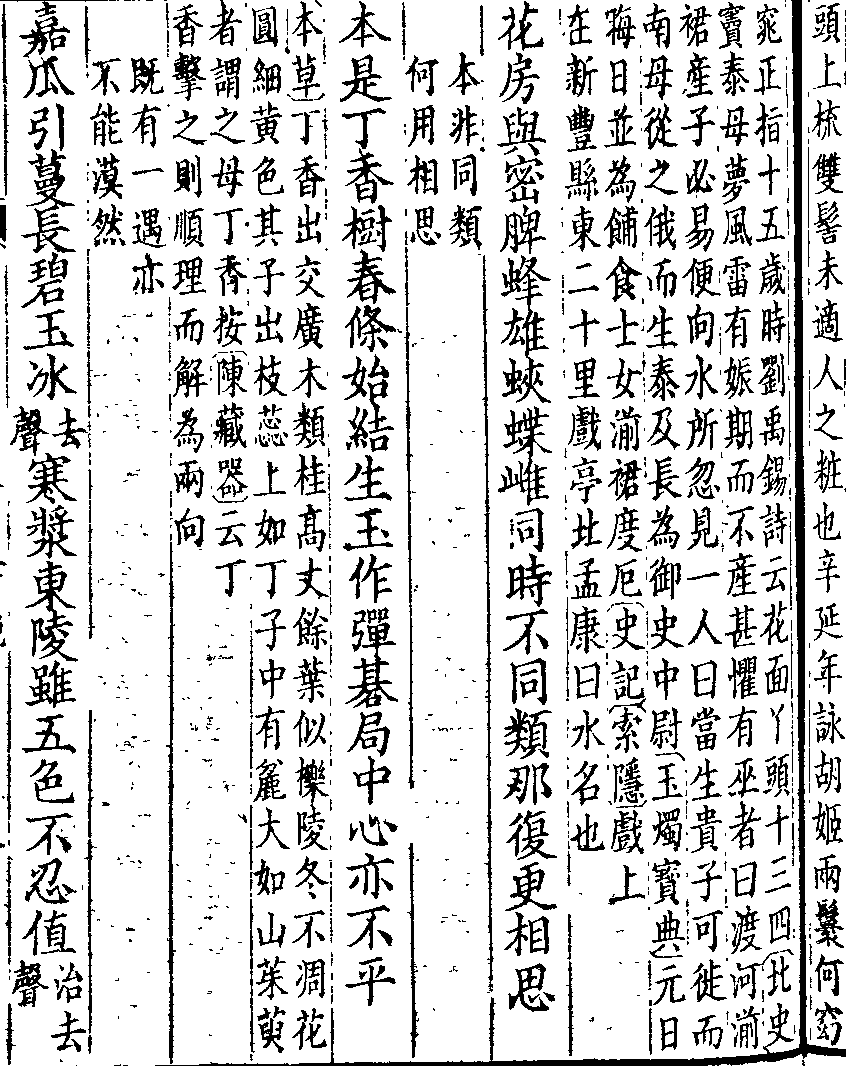 頭上梳雙髻未適人之粧也辛延年詠胡姬兩鬟何窈
窕正指十五歲時劉禹錫詩云花面丫頭十三四北史
竇泰母夢風雷有娠期而不產甚懼有巫者曰渡河湔
裙產子必易便向水所忽見一人曰當生貴子可徙而
南母從之俄而生泰及長為御史中尉玉燭寶典元日
晦日並為餔食士女湔裙度厄史記索隱戲上
在新豐縣東二十里戲亭北孟康曰水名也
花房與密脾蜂雄蛺蝶雌同時不同類那復更相思
本非同類
何用相思
本是丁香樹春條始結生玉作彈碁局中心亦不平
本草丁香出交廣木類桂高丈餘葉似櫟陵冬不凋花
圓細黃色其子出枝蕊上如丁子中有麄大如山茱萸
者謂之母丁香按陳藏器云丁
香擊之則順理而解為兩向
既有一遇亦
不能漠然
嘉瓜引蔓長碧玉冰去聲寒漿東陵雖五色不忍值治去聲